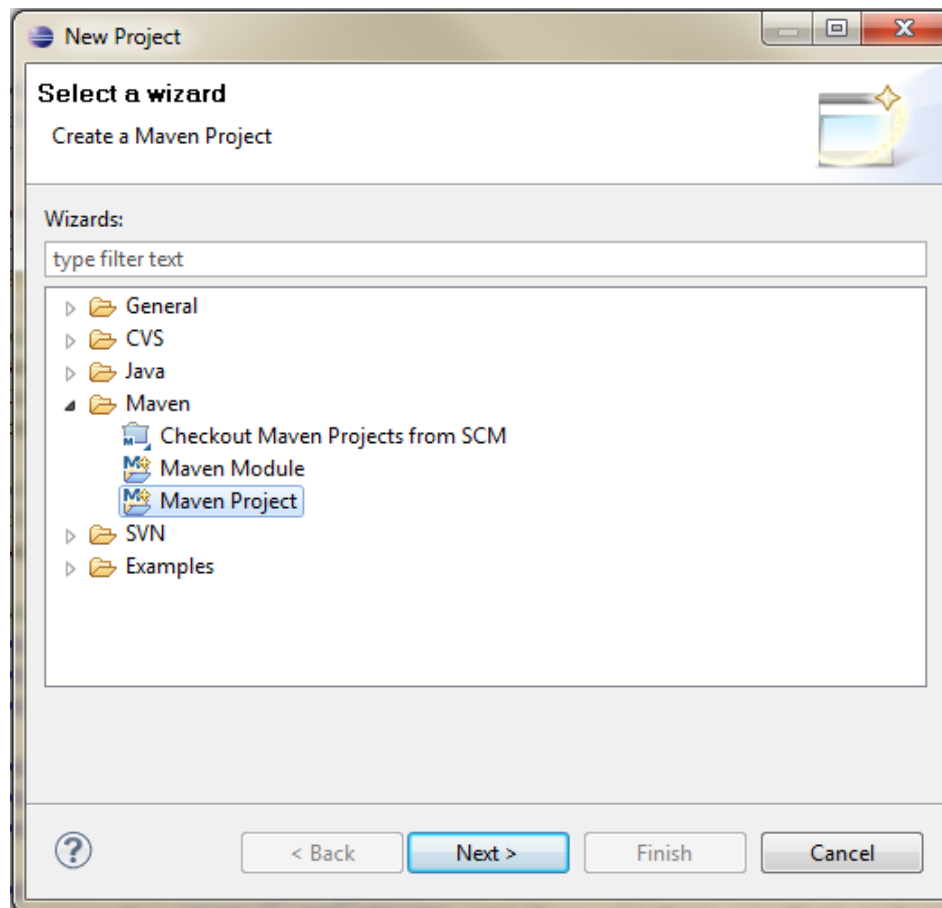 New Project
Select a wizard
Create a Maven Project
Wizards:
type filter text
General
CVS
Java
Maven
Checkout Maven Projects from SCM
Maven Module
Maven Project
SVN
Examples
< Back Next > Finish Cancel